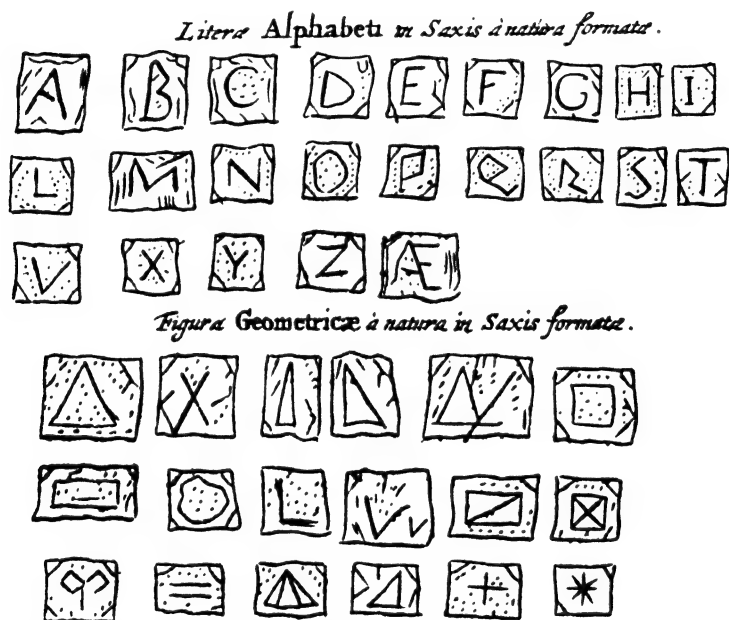 Literæ Alphabeti in Saxis à natura formatæ.
A B C D U E F G H I
L M N O P Q R S T
V X Y Z Æ
Figuræ Geometricæ à natura in Saxis formatæ.
X
L V v